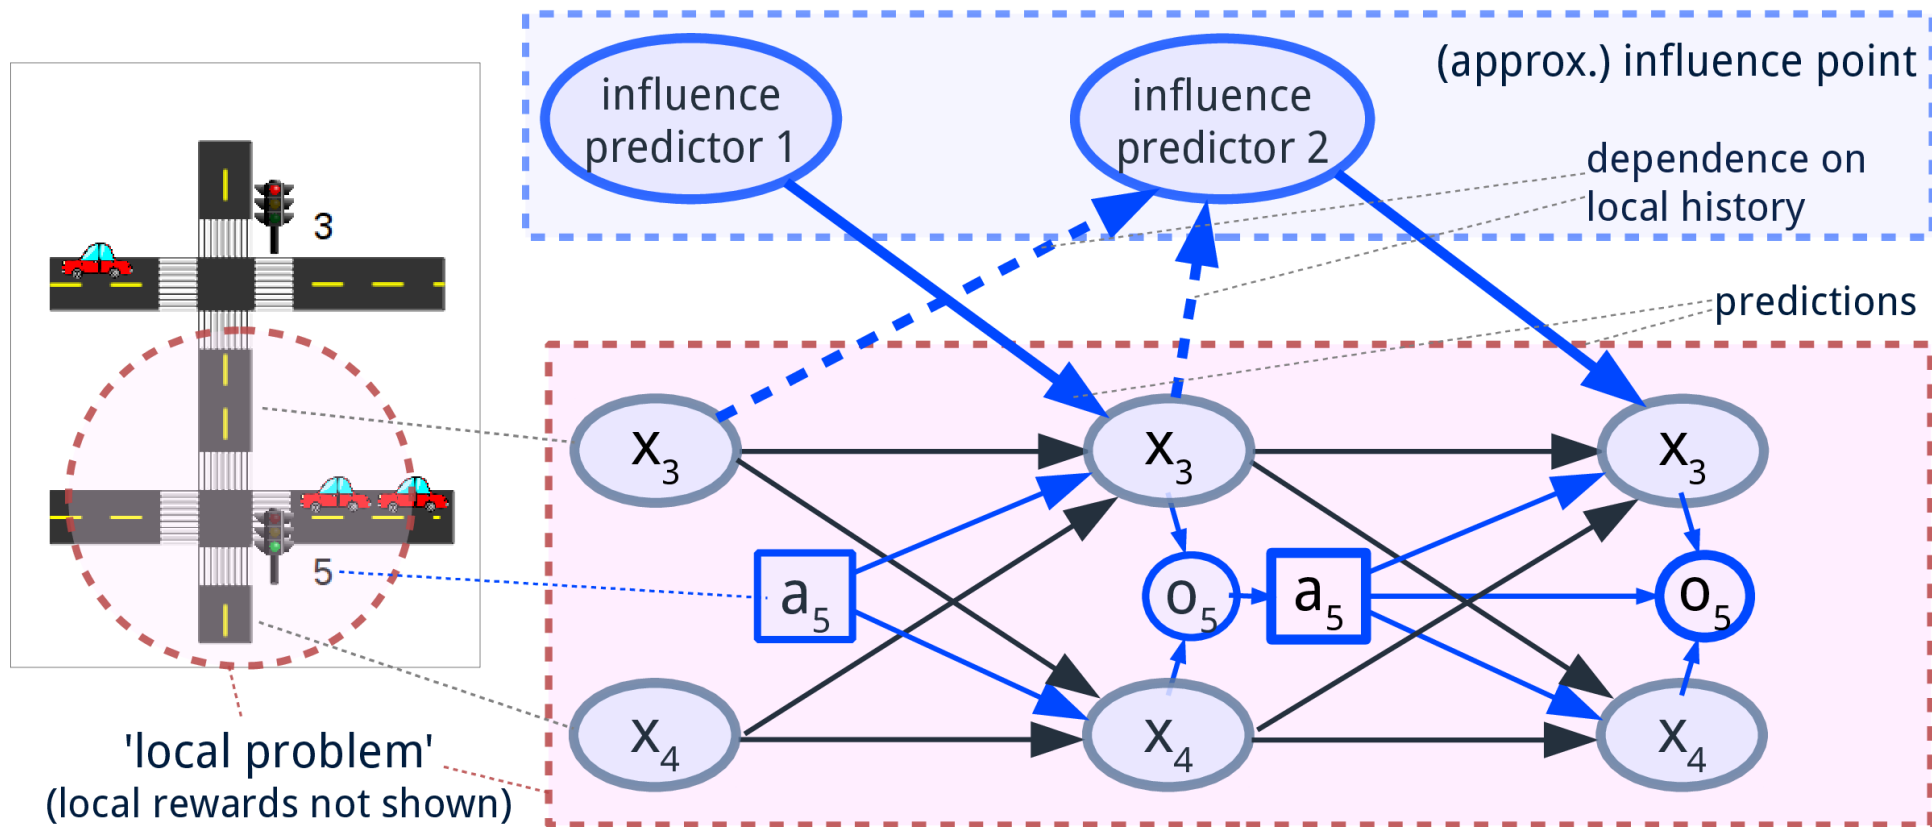 (approx.) influence point
influence
predictor 1
influence
predictor 2
dependence on
local history
predictions
3
5
'local problem'
(local rewards not shown)
x3
x3
x3
a5
o5
a5
o5
x4
x4
x4